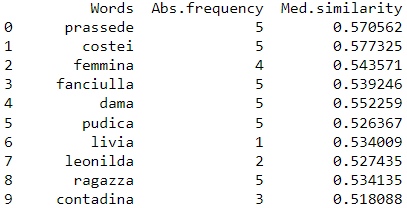 Words Abs.frequency Med.similarity
0 prassede 5 0.570562
1 costei 5 0.577325
2 femmina 4 0.543571
3 fanciulla 5 0.539246
4 dama 5 0.552259
5 pudica 5 0.526367
6 livia 1 0.534009
7 leonilda 2 0.527435
8 ragazza 5 0.534135
9 contadina 3 0.518088